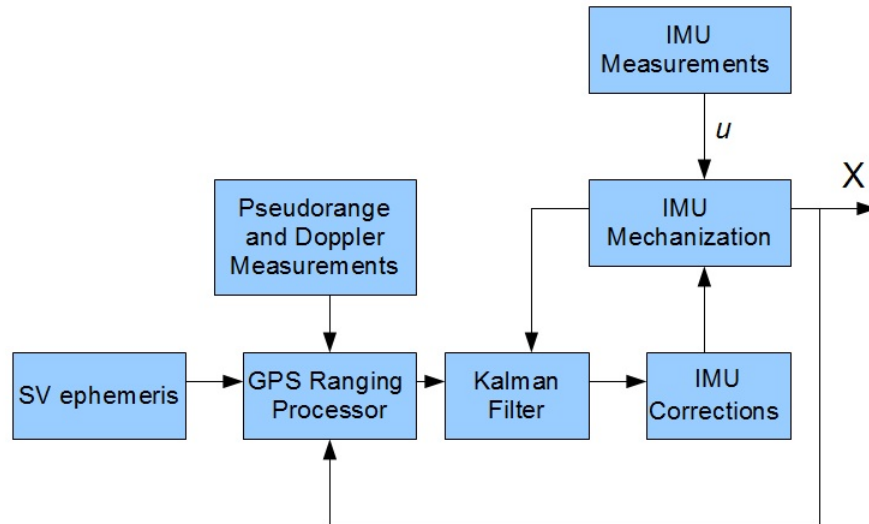 IMU
Measurements
u
X
Pseudorange
and Doppler
Measurements
IMU
Mechanization
SV ephemeris
GPS Ranging
Processor
Kalman
Filter
IMU
Corrections